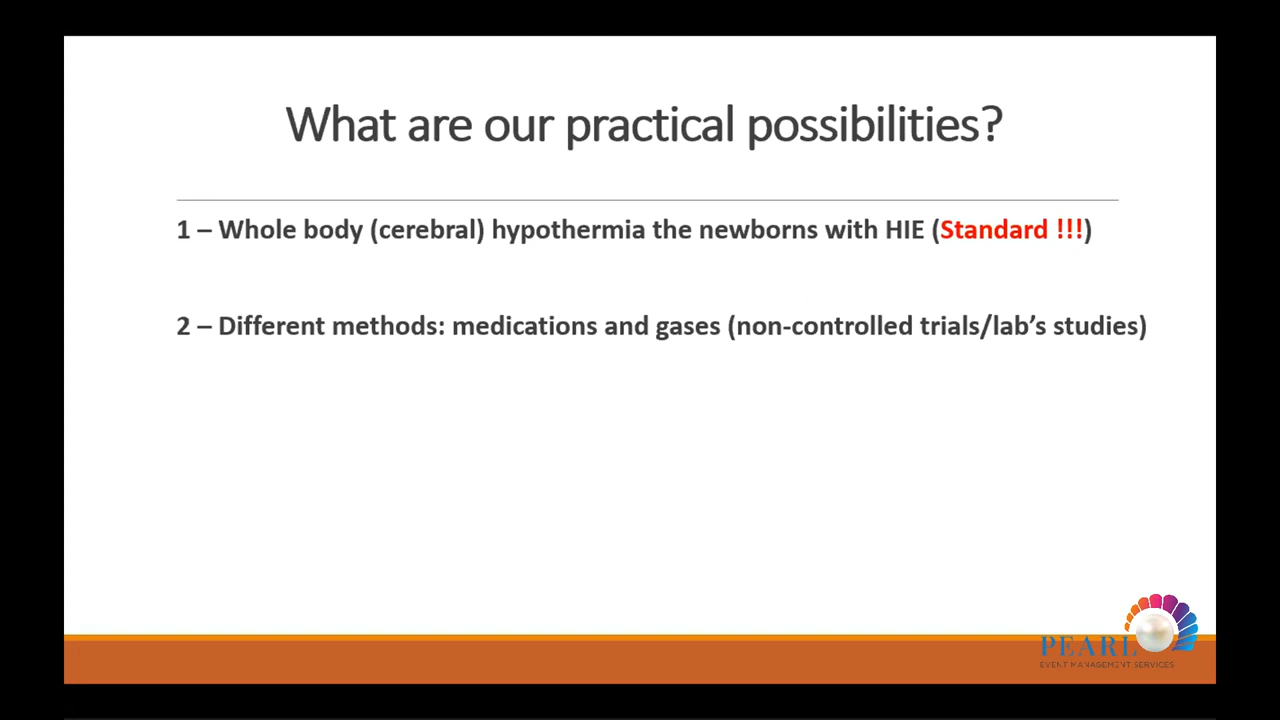 What are our practical possibilities?
1 – Whole body (cerebral) hypothermia the newborns with HIE (Standard !!!)
2 – Different methods: medications and gases (non-controlled trials/lab’s studies)
PEARL
EVENT MANAGEMENT SERVICES